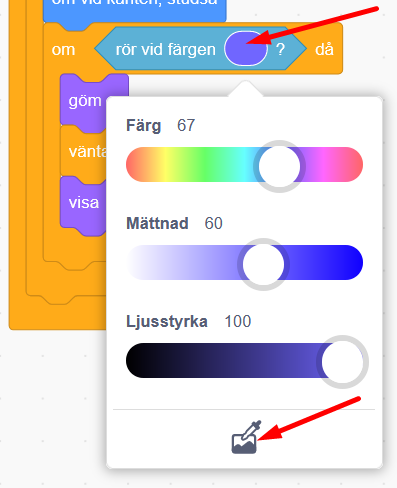 om vid kanten, studsa
om rör vid färgen ? då
göm
vänta
visa
Färg 67
Mättnad 60
Ljusstyrka 100